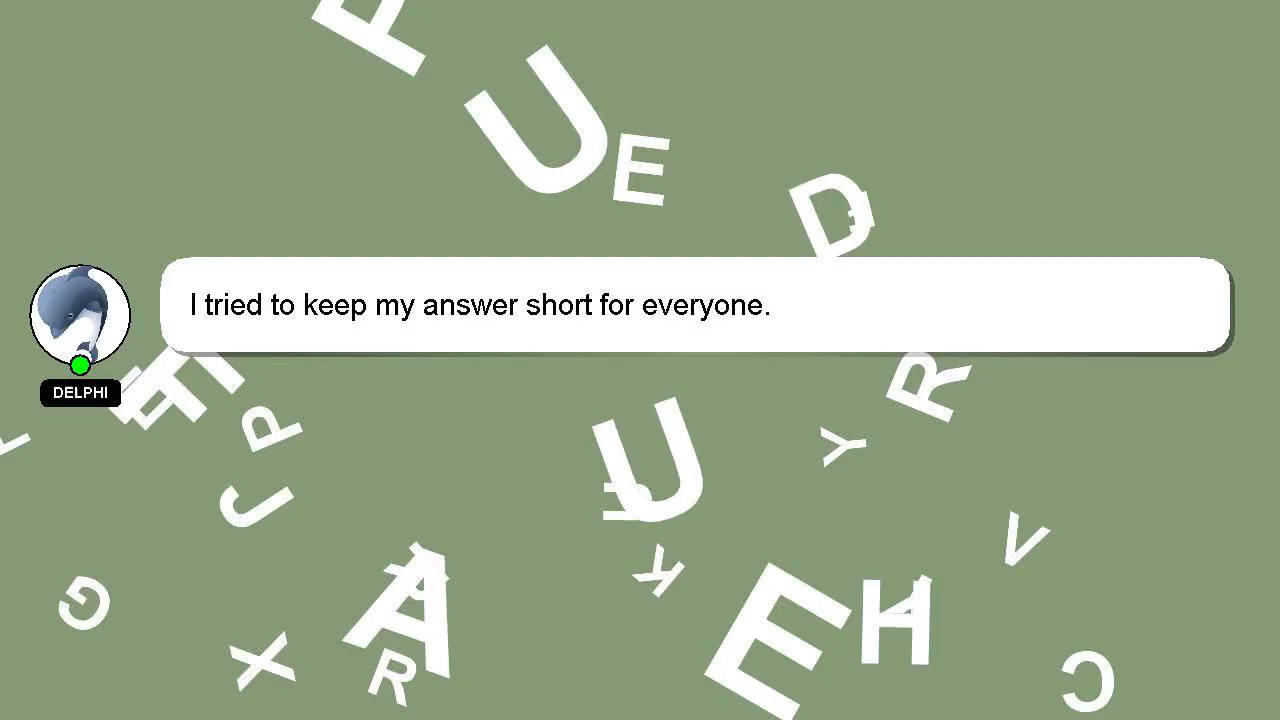 I tried to keep my answer short for everyone.
DELPHI
P
U
E
D
R
U
P
Y
J
V
K
G
A
E
H
X
R
C